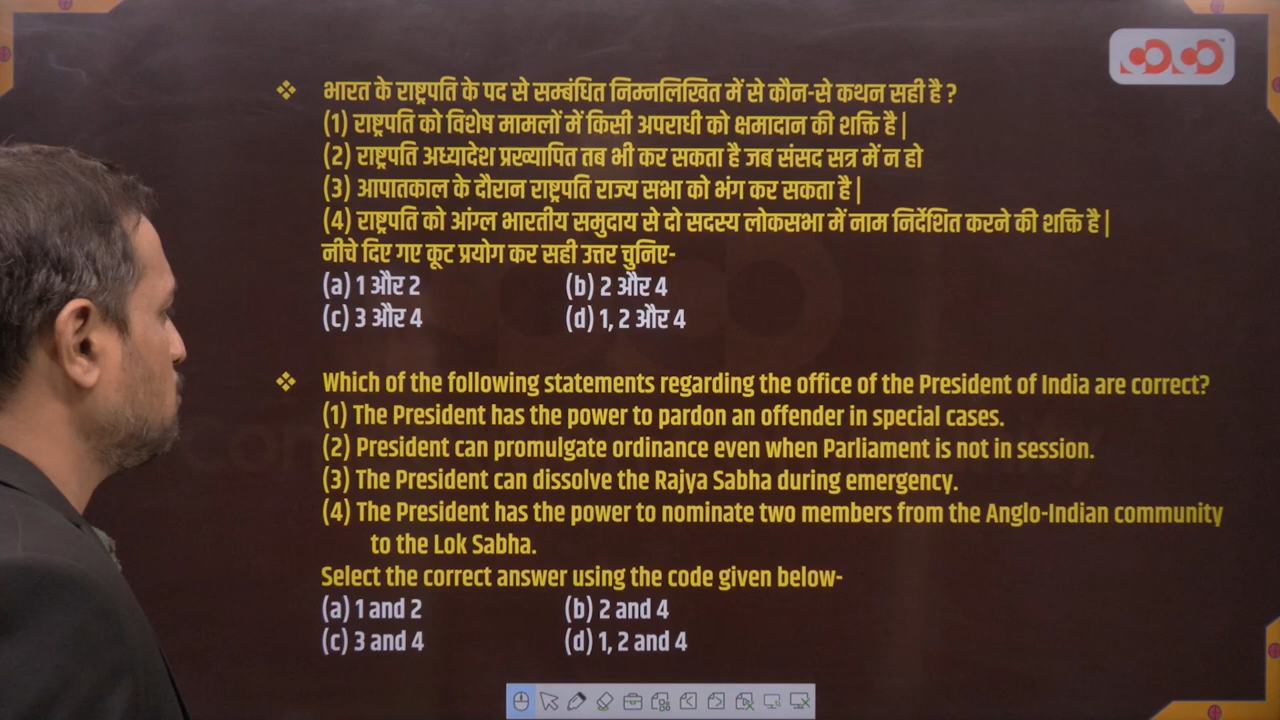 ❖ भारत के राष्ट्रपति के पद से सम्बंधित निम्नलिखित में से कौन-से कथन सही है ?
(1) राष्ट्रपति को विशेष मामलों में किसी अपराधी को क्षमादान की शक्ति है |
(2) राष्ट्रपति अध्यादेश प्रख्यापित तब भी कर सकता है जब संसद सत्र में न हो
(3) आपातकाल के दौरान राष्ट्रपति राज्य सभा को भंग कर सकता है |
(4) राष्ट्रपति को आंग्ल भारतीय समुदाय से दो सदस्य लोकसभा में नाम निर्देशित करने की शक्ति है |
नीचे दिए गए कूट प्रयोग कर सही उत्तर चुनिए-
(a) 1 और 2 (b) 2 और 4
(c) 3 और 4 (d) 1, 2 और 4
❖ Which of the following statements regarding the office of the President of India are correct?
(1) The President has the power to pardon an offender in special cases.
(2) President can promulgate ordinance even when Parliament is not in session.
(3) The President can dissolve the Rajya Sabha during emergency.
(4) The President has the power to nominate two members from the Anglo-Indian community
to the Lok Sabha.
Select the correct answer using the code given below-
(a) 1 and 2 (b) 2 and 4
(c) 3 and 4 (d) 1, 2 and 4